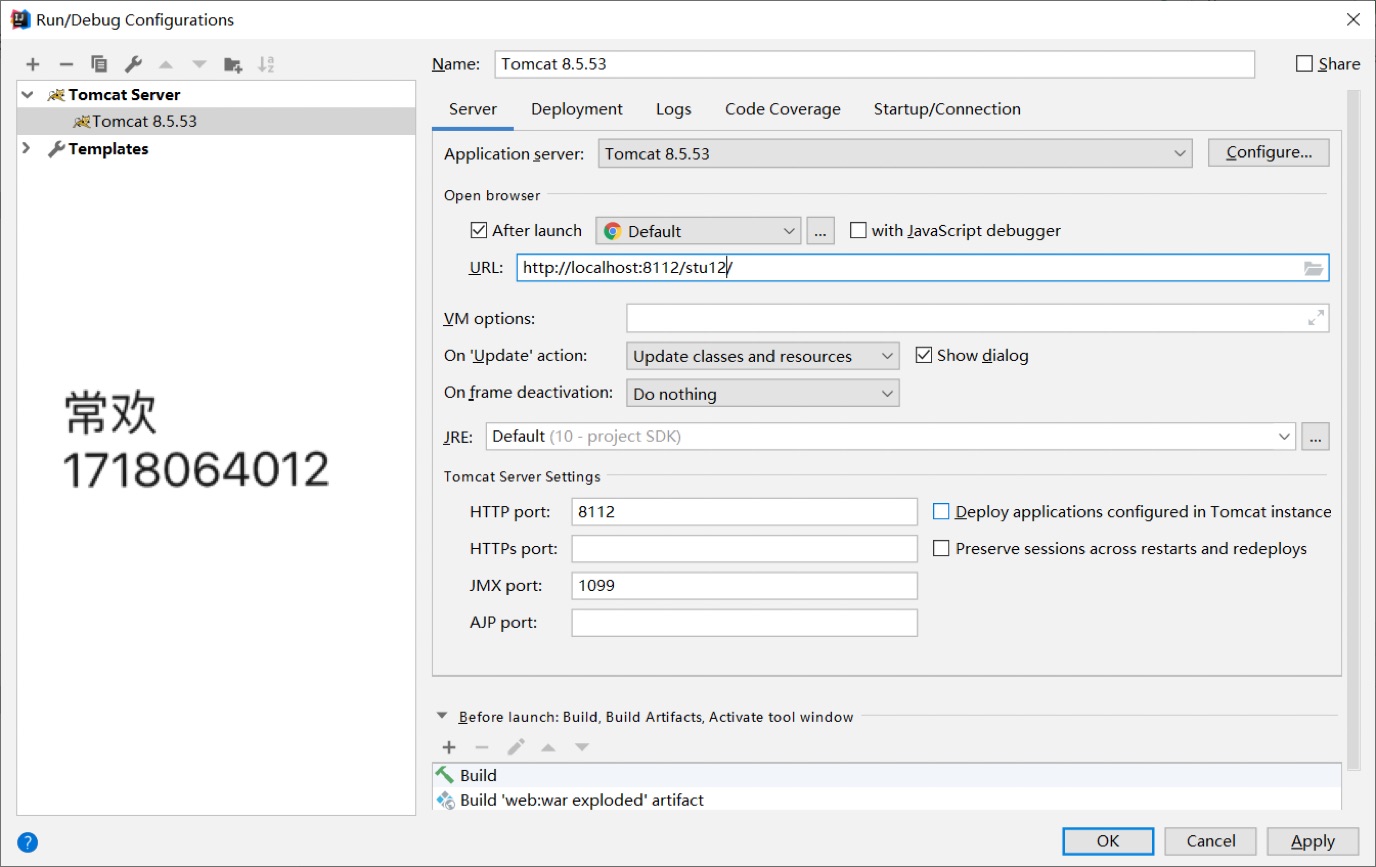 Run/Debug Configurations
Tomcat Server
Tomcat 8.5.53
Templates
常欢
1718064012
Name: Tomcat 8.5.53 Share
Server Deployment Logs Code Coverage Startup/Connection
Application server: Tomcat 8.5.53 Configure...
Open browser
After launch Default ... with JavaScript debugger
URL: http://localhost:8112/stu12/
VM options:
On 'Update' action: Update classes and resources Show dialog
On frame deactivation: Do nothing
JRE: Default (10 - project SDK) ...
Tomcat Server Settings
HTTP port: 8112 Deploy applications configured in Tomcat instance
HTTPs port: Preserve sessions across restarts and redeploys
JMX port: 1099
AJP port:
Before launch: Build, Build Artifacts, Activate tool window
Build
Build 'web:war exploded' artifact
? OK Cancel Apply